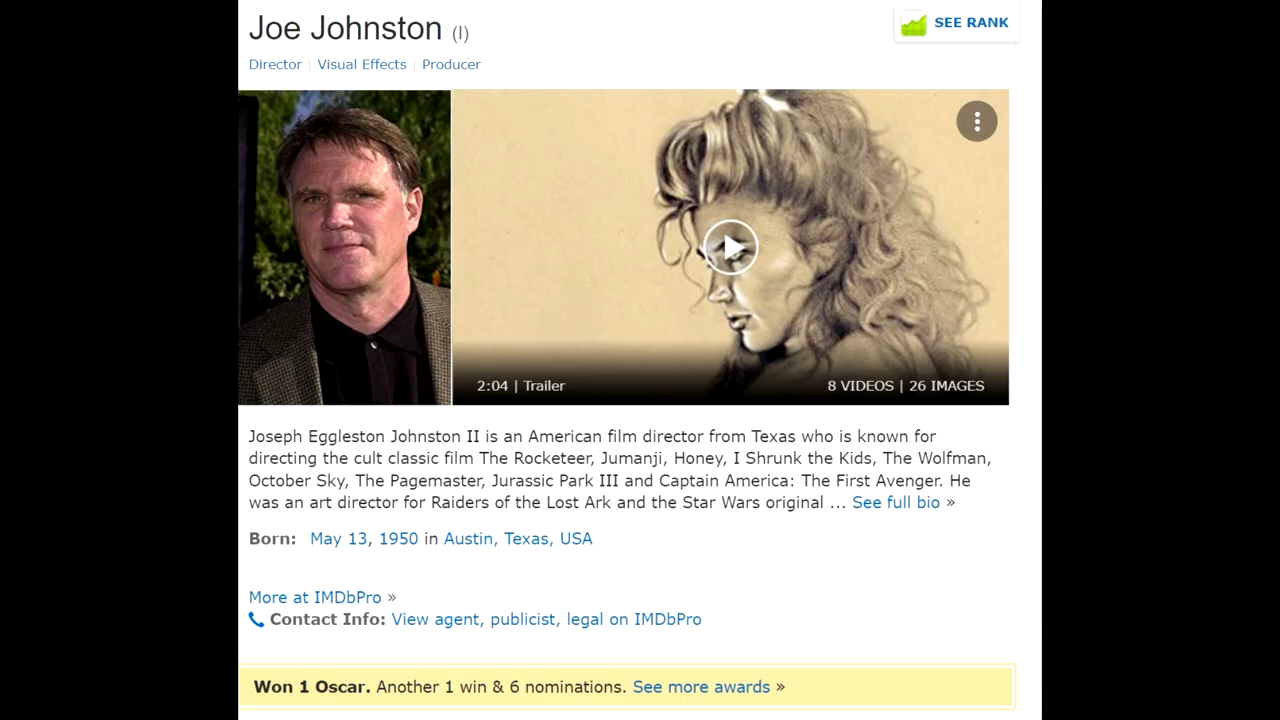 Joe Johnston (I)
SEE RANK
Director | Visual Effects | Producer
2:04 | Trailer
8 VIDEOS | 26 IMAGES
Joseph Eggleston Johnston II is an American film director from Texas who is known for
directing the cult classic film The Rocketeer, Jumanji, Honey, I Shrunk the Kids, The Wolfman,
October Sky, The Pagemaster, Jurassic Park III and Captain America: The First Avenger. He
was an art director for Raiders of the Lost Ark and the Star Wars original ... See full bio »
Born: May 13, 1950 in Austin, Texas, USA
More at IMDbPro »
Contact Info: View agent, publicist, legal on IMDbPro
Won 1 Oscar. Another 1 win & 6 nominations. See more awards »